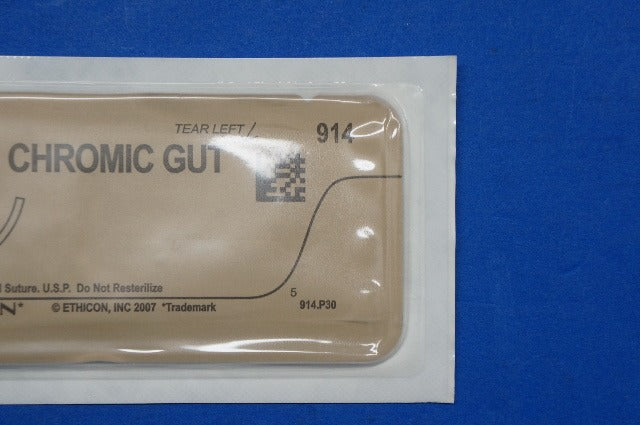 TEAR LEFT
914
CHROMIC GUT
Suture. U.S.P. Do Not Resterilize
N*
© ETHICON, INC 2007 *Trademark
5
914.P30